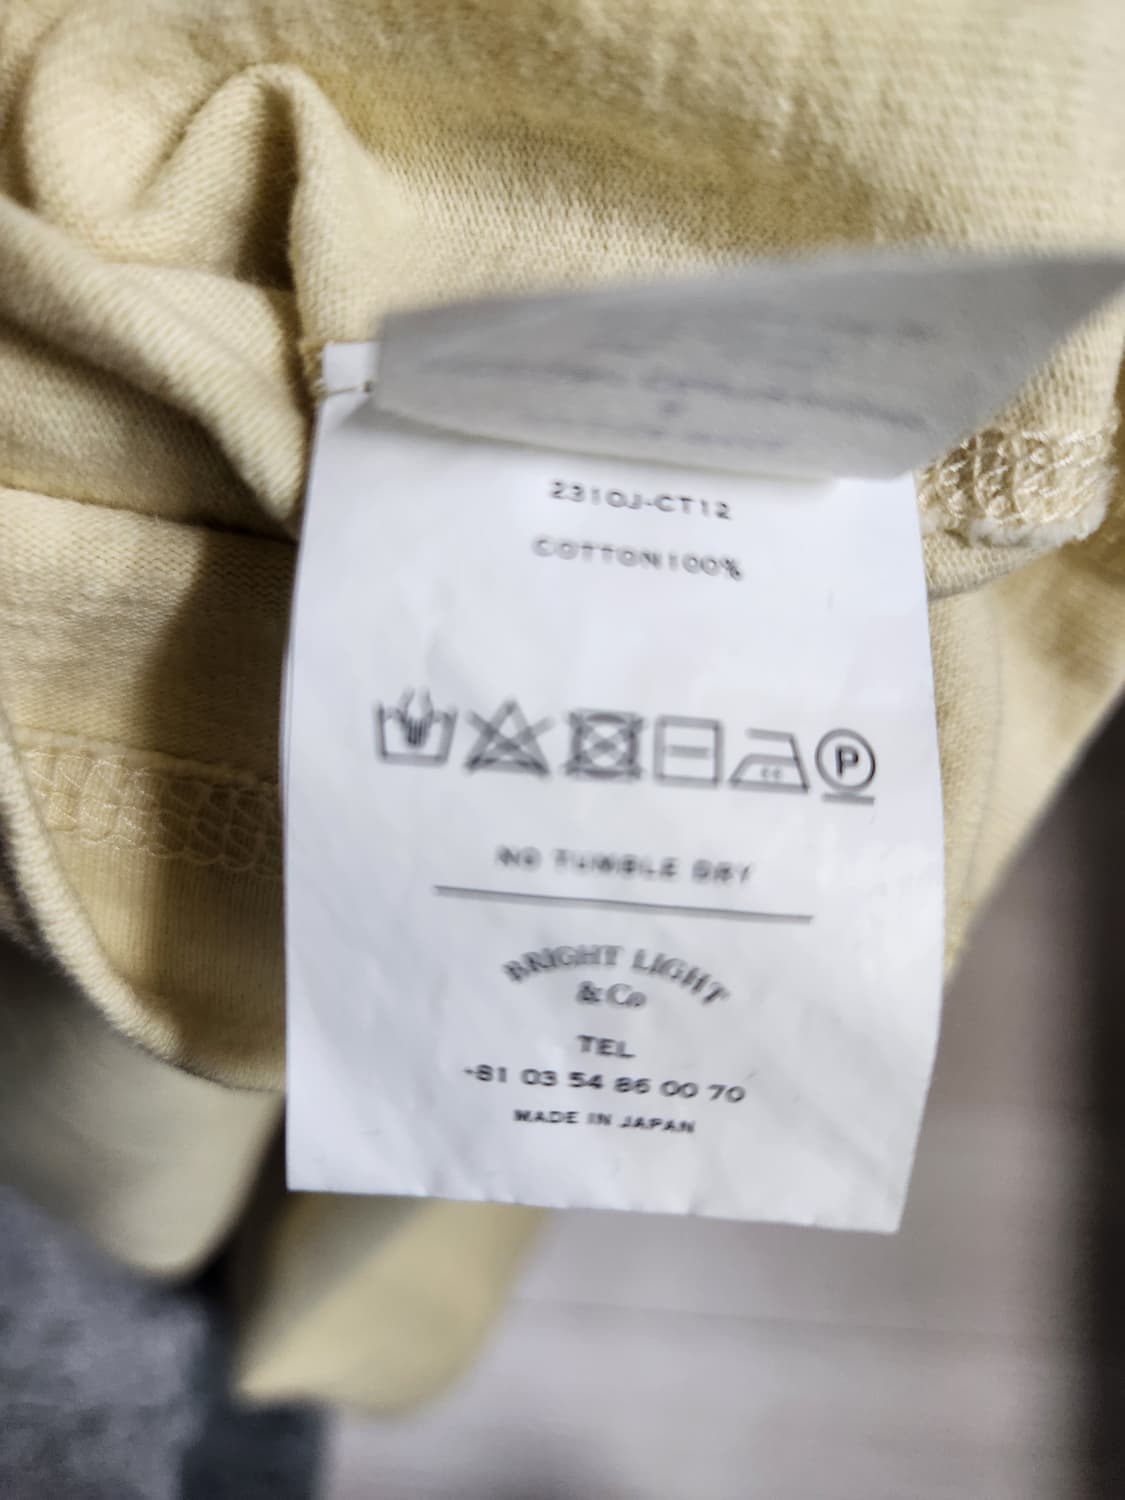 2310J-CT12
COTTON100%
P
NO TUMBLE DRY
BRIGHT LIGHT
&Co
TEL
+81 03 54 86 00 70
MADE IN JAPAN